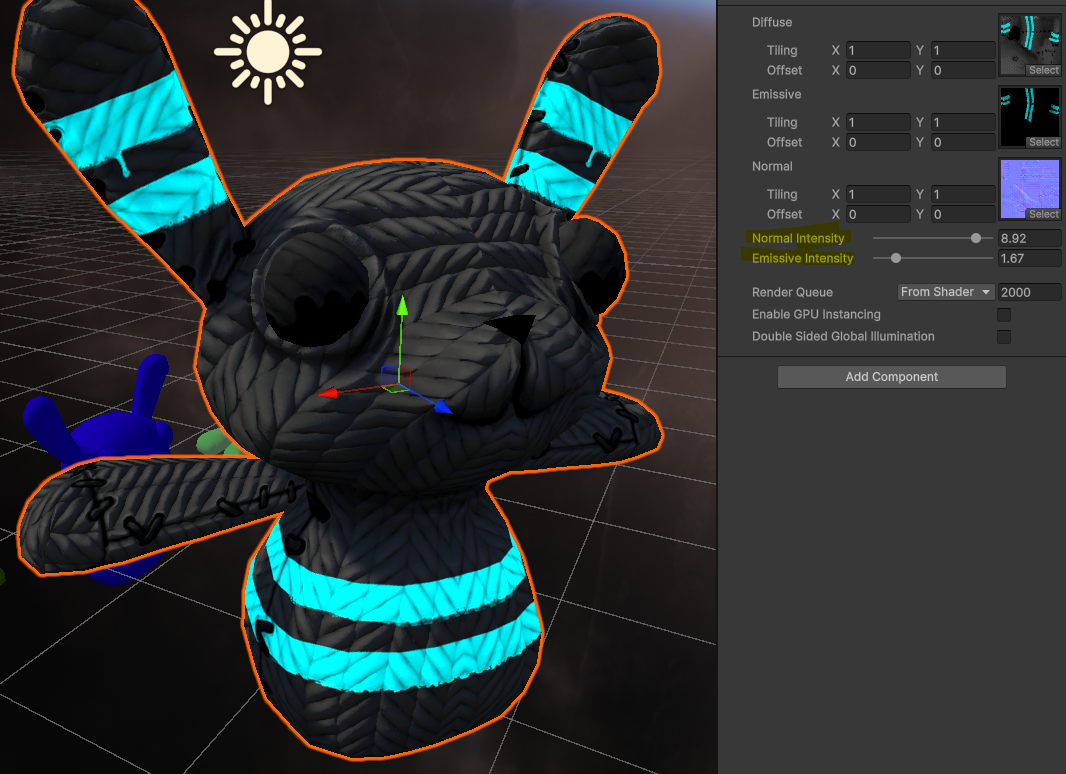 Diffuse
Tiling X 1 Y 1
Offset X 0 Y 0
Select
Emissive
Tiling X 1 Y 1
Offset X 0 Y 0
Select
Normal
Tiling X 1 Y 1
Offset X 0 Y 0
Select
Normal Intensity 8.92
Emissive Intensity 1.67
Render Queue From Shader 2000
Enable GPU Instancing
Double Sided Global Illumination
Add Component